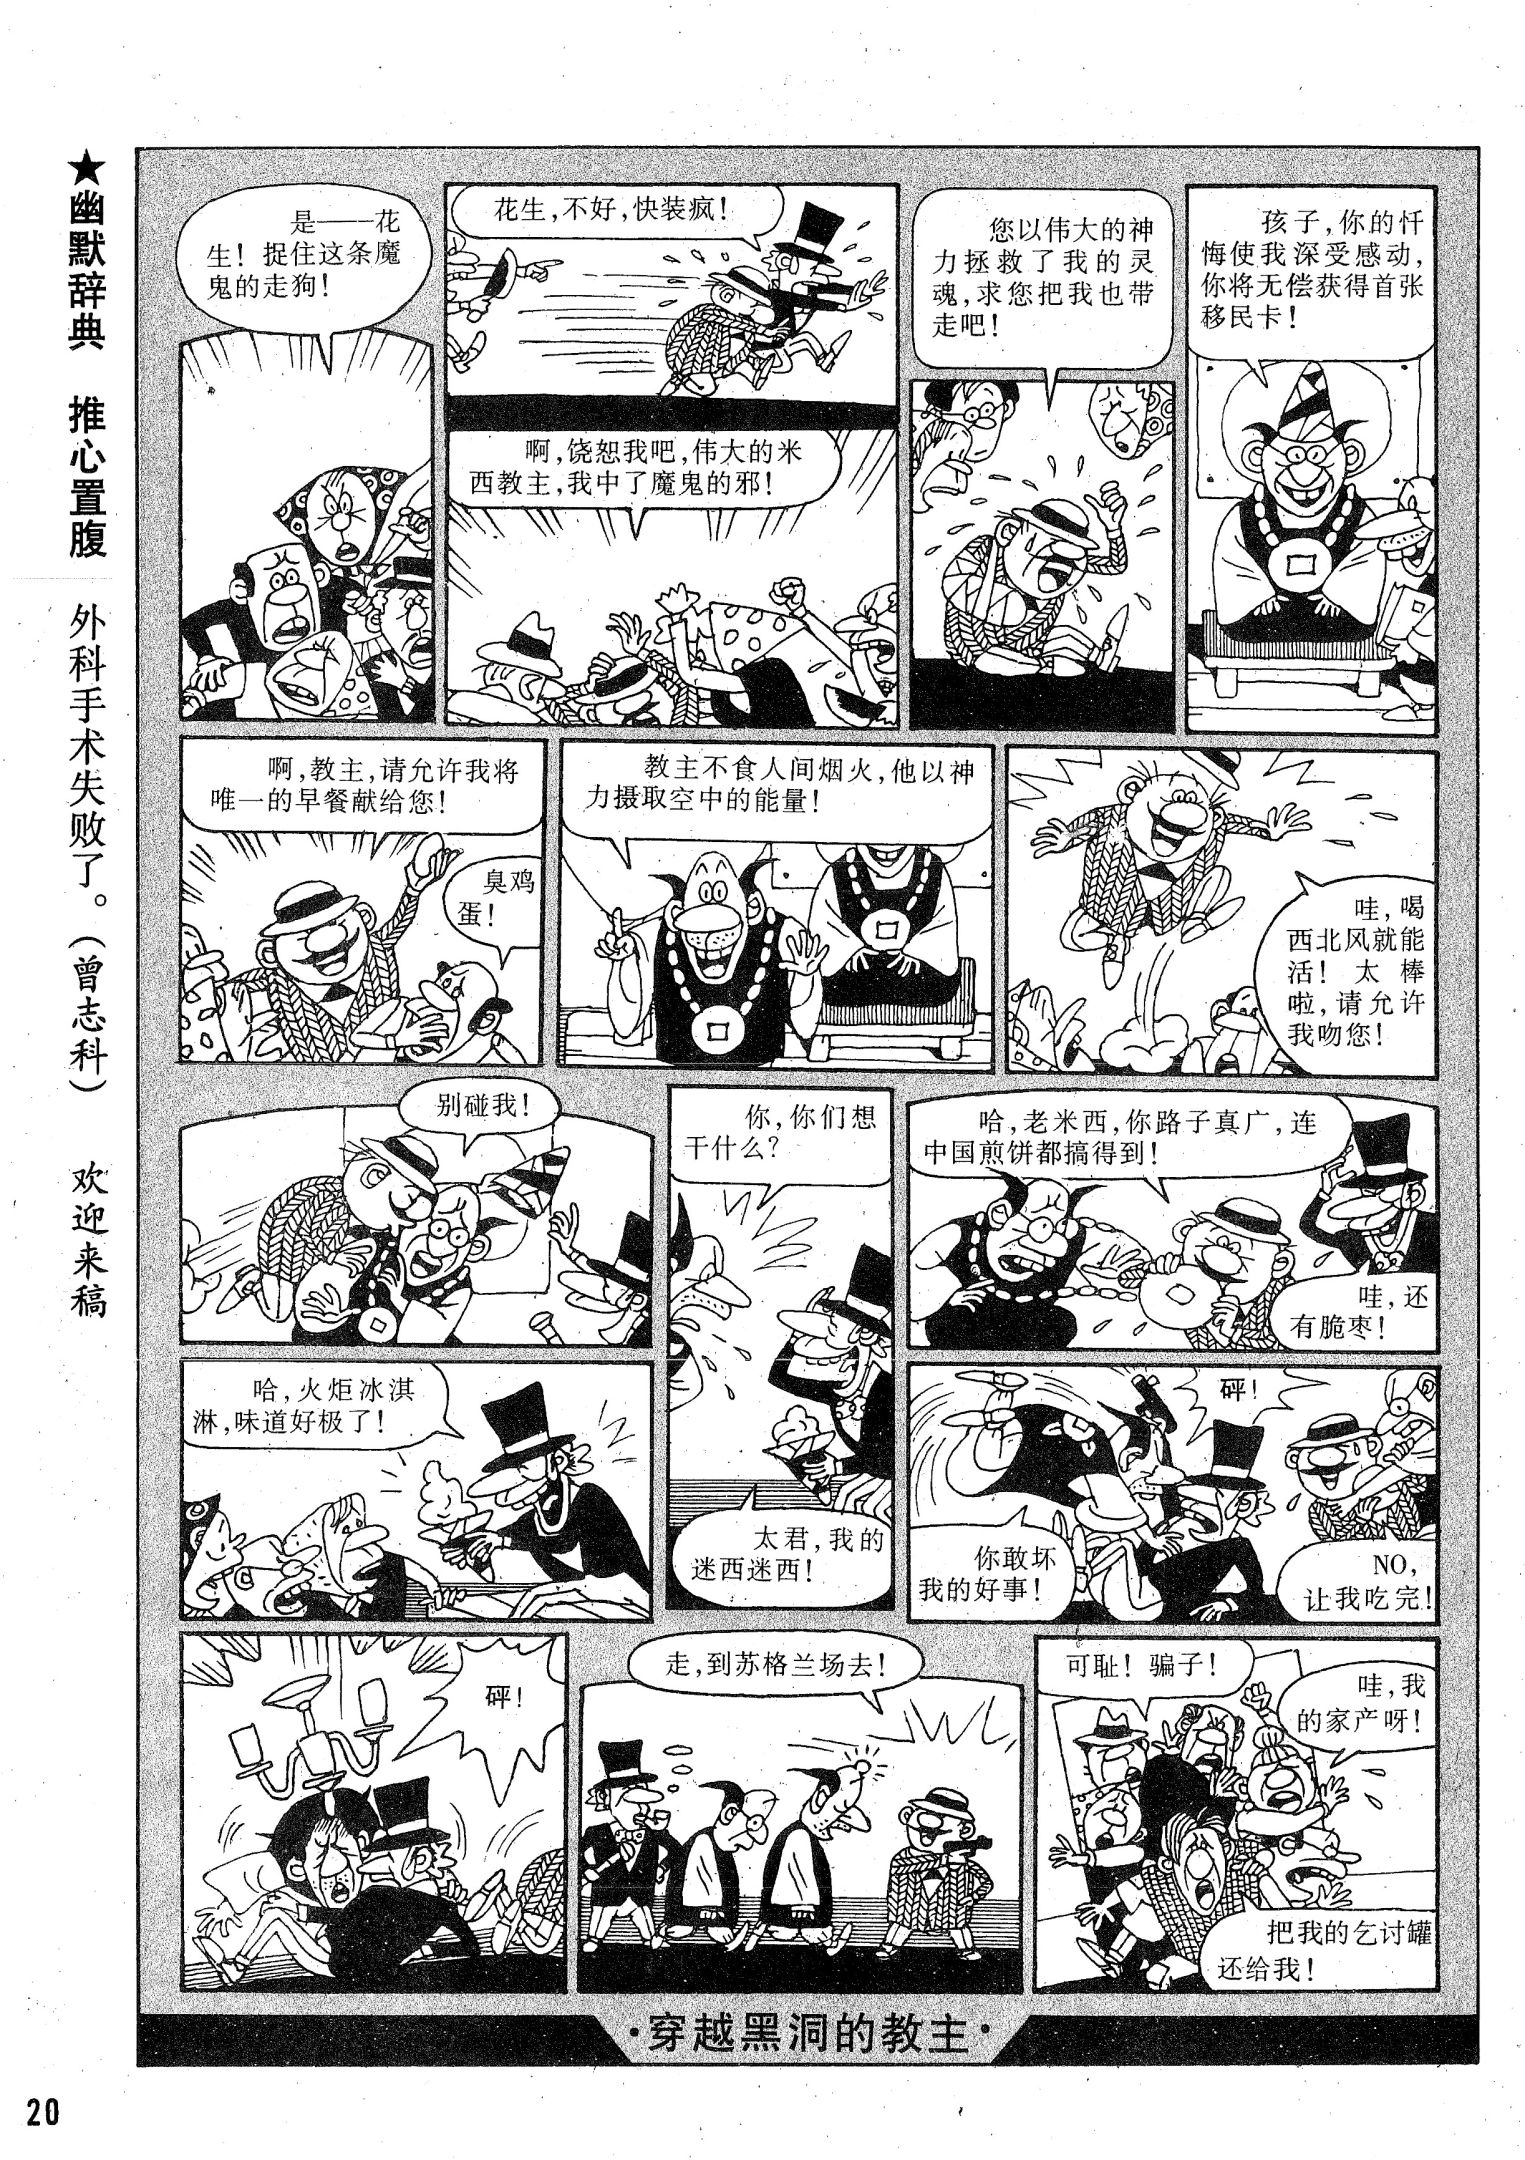 ★幽默辞典 推心置腹 外科手术失败了。(曾志科) 欢迎来稿
是——花
生！捉住这条魔
鬼的走狗！
花生，不好，快装疯！
啊，饶恕我吧，伟大的米
西教主，我中了魔鬼的邪！
您以伟大的神
力拯救了我的灵
魂，求您把我也带
走吧！
孩子，你的忏
悔使我深受感动，
你将无偿获得首张
移民卡！
啊，教主，请允许我将
唯一的早餐献给您！
臭鸡
蛋！
教主不食人间烟火，他以神
力摄取空中的能量！
哇，喝
西北风就能
活！太棒
啦，请允许
我吻您！
别碰我！
你，你们想
干什么？
哈，老米西，你路子真广，连
中国煎饼都搞得到！
哇，还
有脆枣！
哈，火炬冰淇
淋，味道好极了！
太君，我的
迷西迷西！
砰！
你敢坏
我的好事！
NO，
让我吃完！
砰！
走，到苏格兰场去！
可耻！骗子！
哇，我
的家产呀！
把我的乞讨罐
还给我！
·穿越黑洞的教主·
20